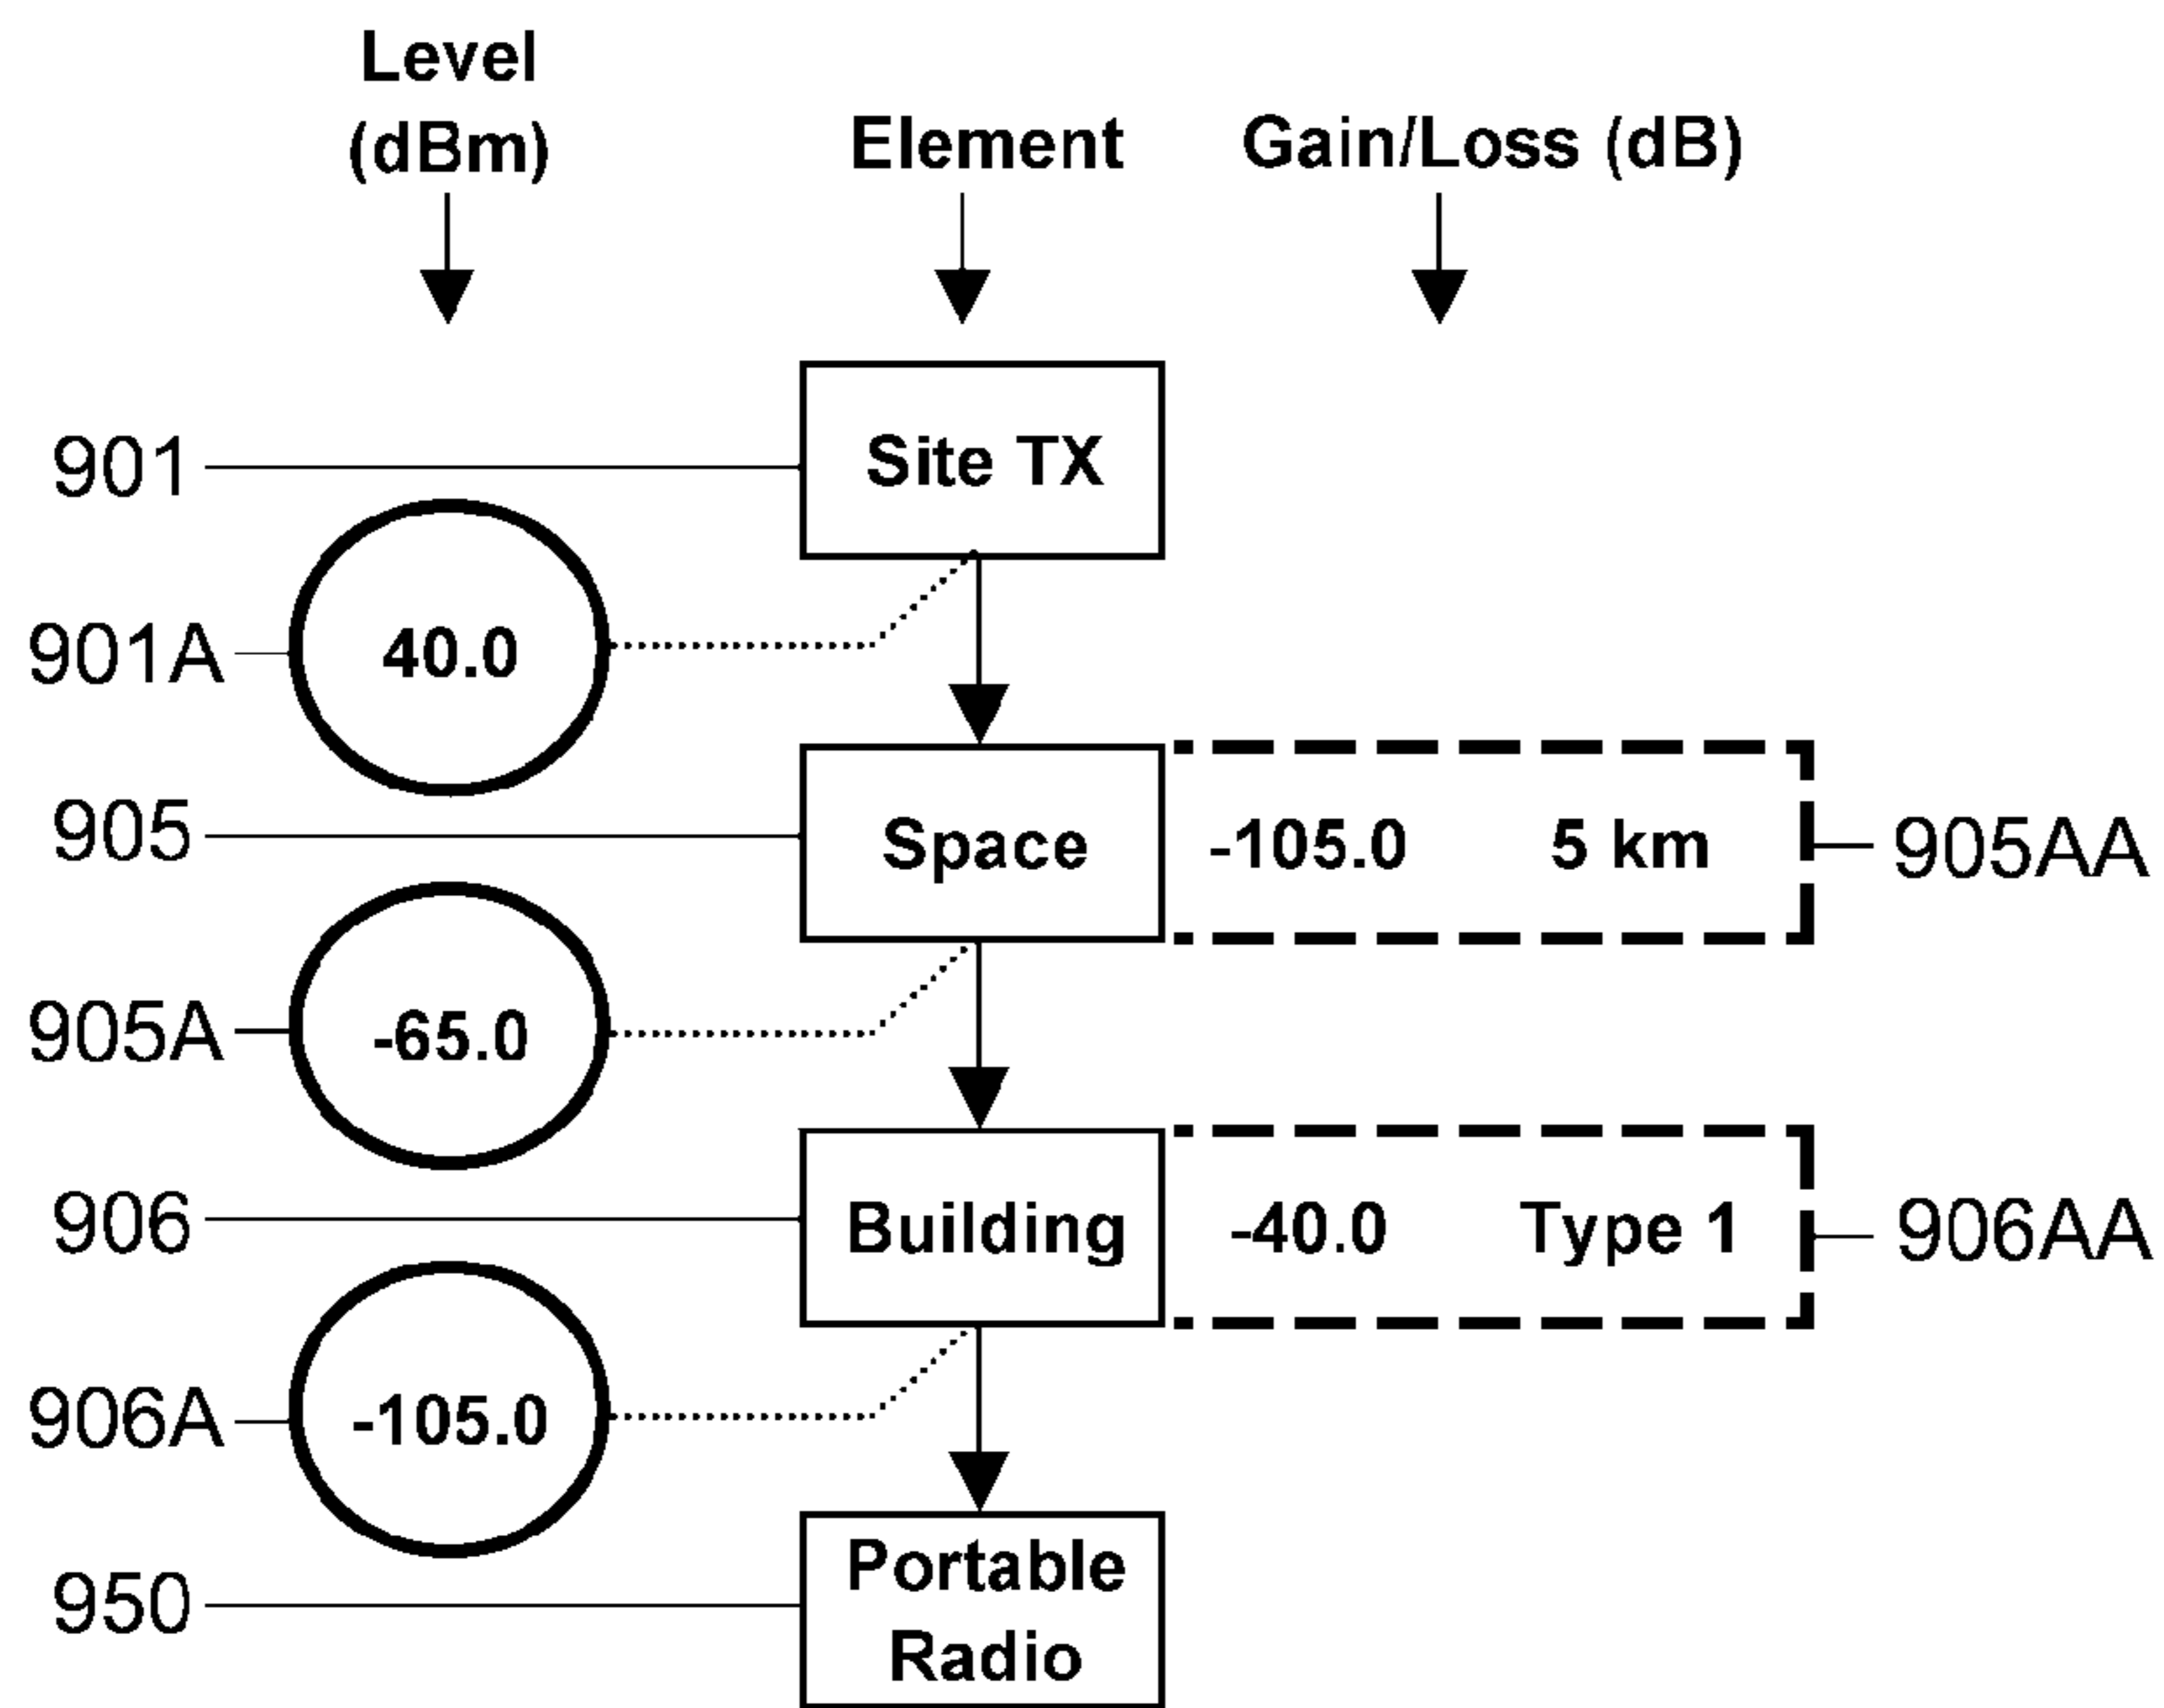 Level
(dBm)
Element
Gain/Loss (dB)
901
Site TX
901A
40.0
905
Space
-105.0 5 km
905AA
905A
-65.0
906
Building
-40.0 Type 1
906AA
906A
-105.0
950
Portable
Radio